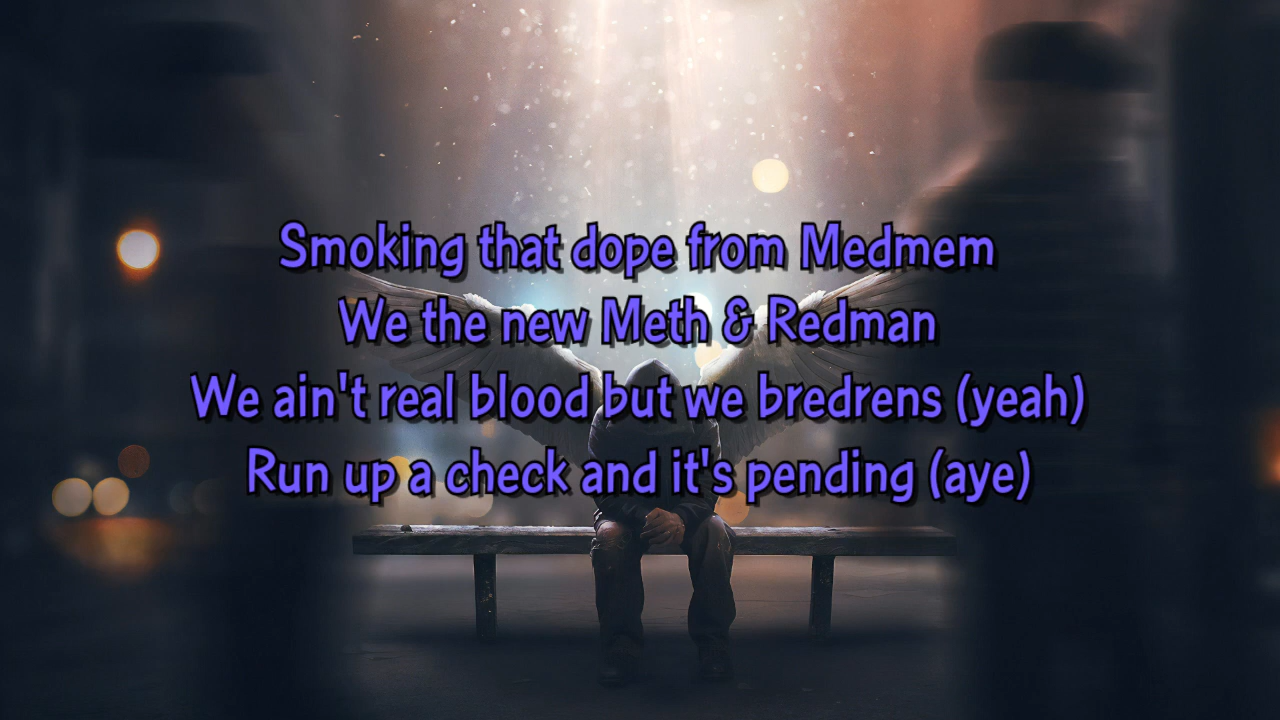 Smoking that dope from Medmem
We the new Meth & Redman
We ain't real blood but we bredrens (yeah)
Run up a check and it's pending (aye)